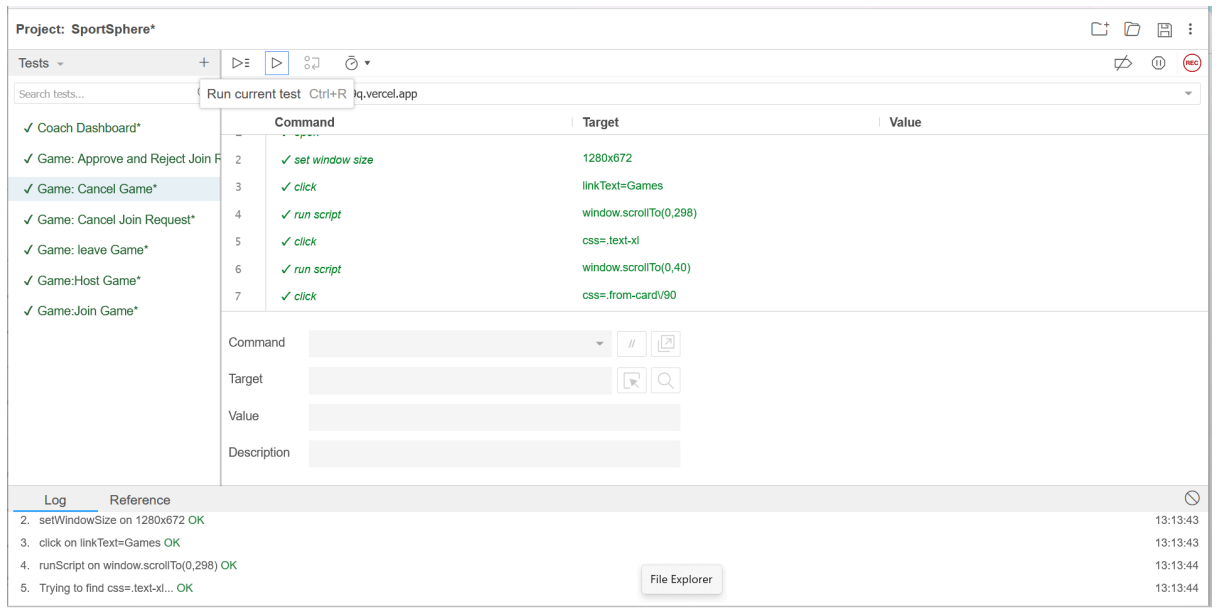 Project: SportSphere*
Tests
REC
Search tests...
Run current test Ctrl+R
9q.vercel.app
Command Target Value
✓ Coach Dashboard*
✓ Game: Approve and Reject Join R
✓ Game: Cancel Game*
✓ Game: Cancel Join Request*
✓ Game: leave Game*
✓ Game:Host Game*
✓ Game:Join Game*
2 ✓ set window size 1280x672
3 ✓ click linkText=Games
4 ✓ run script window.scrollTo(0,298)
5 ✓ click css=.text-xl
6 ✓ run script window.scrollTo(0,40)
7 ✓ click css=.from-card\/90
Command //
Target
Value
Description
Log Reference
2. setWindowSize on 1280x672 OK 13:13:43
3. click on linkText=Games OK 13:13:43
4. runScript on window.scrollTo(0,298) OK 13:13:44
5. Trying to find css=.text-xl... OK 13:13:44
File Explorer